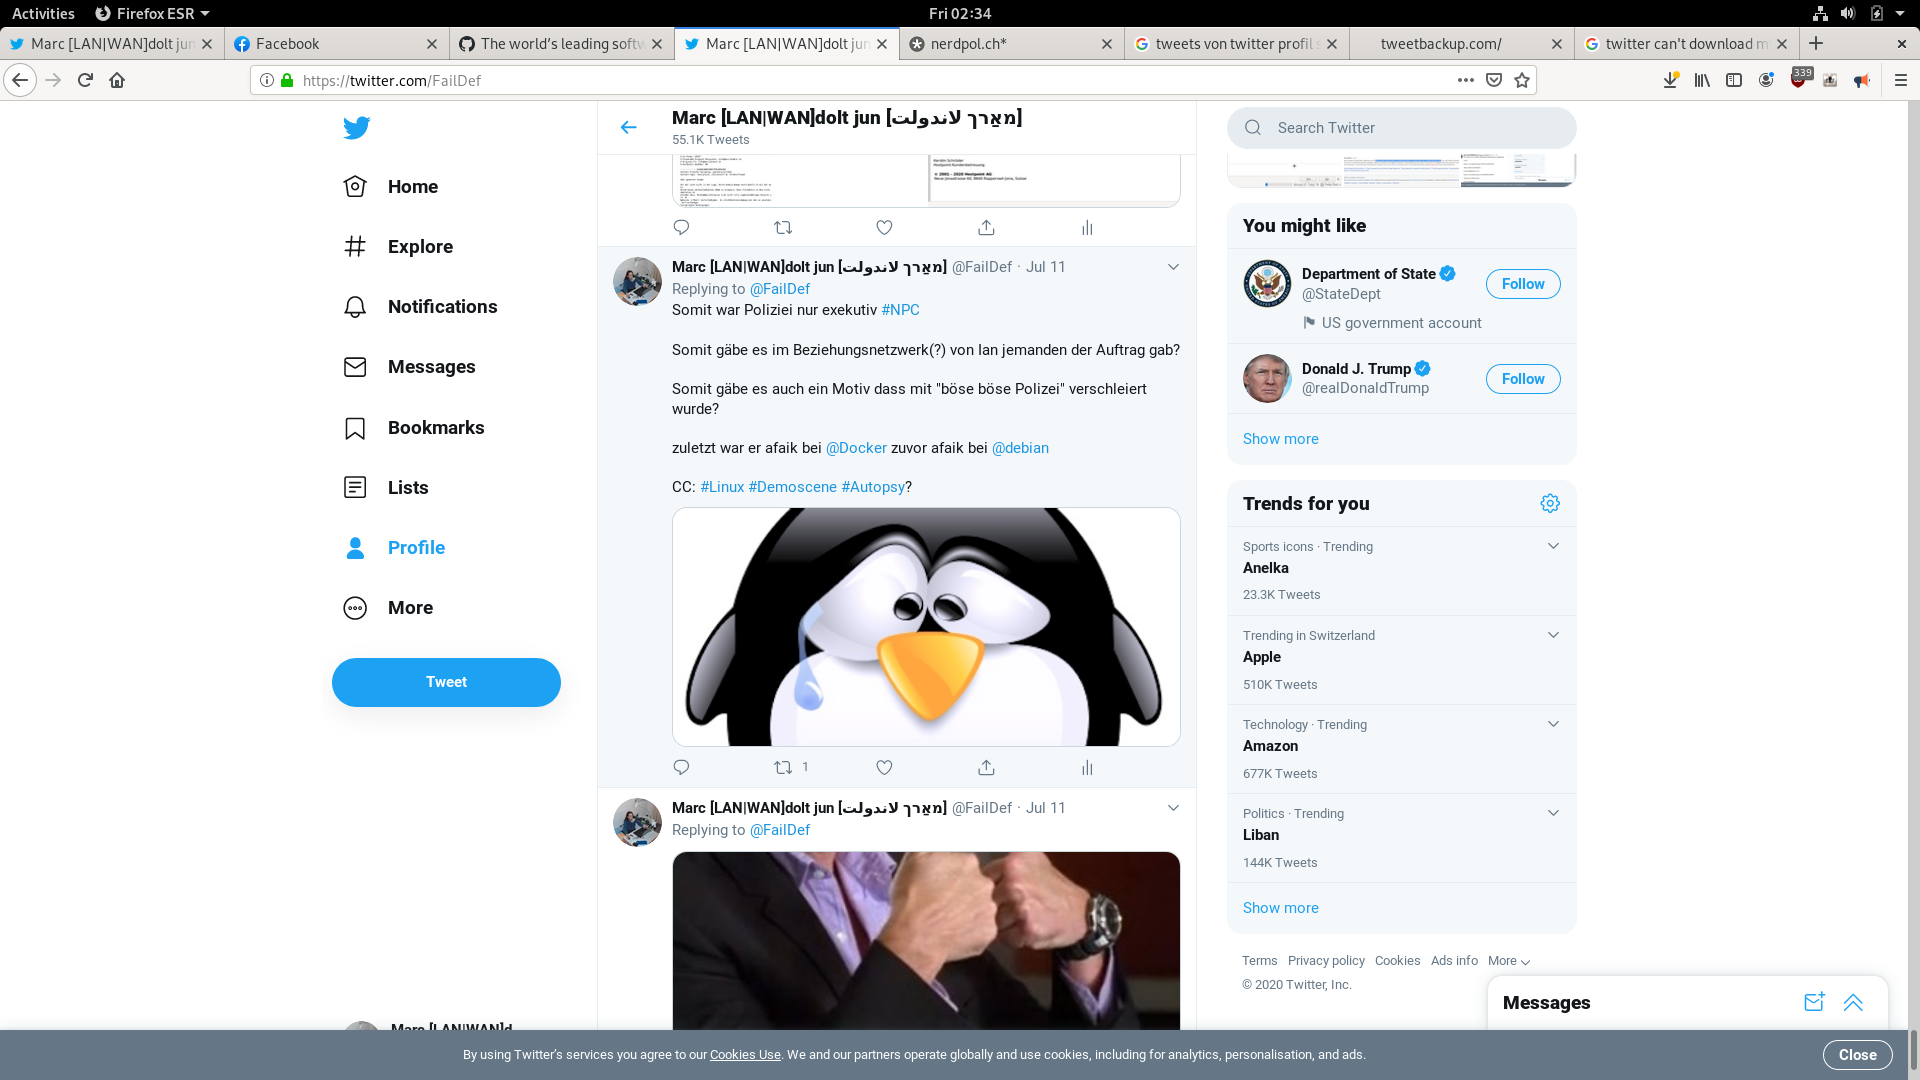 Activities Firefox ESR Fri 02:34
Marc [LAN|WAN]dolt jun Facebook The world's leading softw Marc [LAN|WAN]dolt jun nerdpol.ch* tweets von twitter profil s tweetbackup.com/ twitter can't download m
https://twitter.com/FailDef 339
Marc [LAN|WAN]dolt jun [מאַרך לאנדולת]
55.1K Tweets
Home
Explore
Notifications
Messages
Bookmarks
Lists
Profile
More
Tweet
Marc [LAN|WAN]d
Kerstin Schröder
Hostpoint Kundenbetreuung
© 2001 - 2020 Hostpoint AG
Marc [LAN|WAN]dolt jun [מאַרך לאנדולת] @FailDef · Jul 11
Replying to @FailDef
Somit war Poliziei nur exekutiv #NPC
Somit gäbe es im Beziehungsnetzwerk(?) von Ian jemanden der Auftrag gab?
Somit gäbe es auch ein Motiv dass mit "böse böse Polizei" verschleiert
wurde?
zuletzt war er afaik bei @Docker zuvor afaik bei @debian
CC: #Linux #Demoscene #Autopsy?
1
Marc [LAN|WAN]dolt jun [מאַרך לאנדולת] @FailDef · Jul 11
Replying to @FailDef
Search Twitter
You might like
Department of State
@StateDept
US government account
Follow
Donald J. Trump
@realDonaldTrump
Follow
Show more
Trends for you
Sports icons · Trending
Anelka
23.3K Tweets
Trending in Switzerland
Apple
510K Tweets
Technology · Trending
Amazon
677K Tweets
Politics · Trending
Liban
144K Tweets
Show more
Terms Privacy policy Cookies Ads info More
© 2020 Twitter, Inc.
Messages
By using Twitter's services you agree to our Cookies Use. We and our partners operate globally and use cookies, including for analytics, personalisation, and ads.
Close